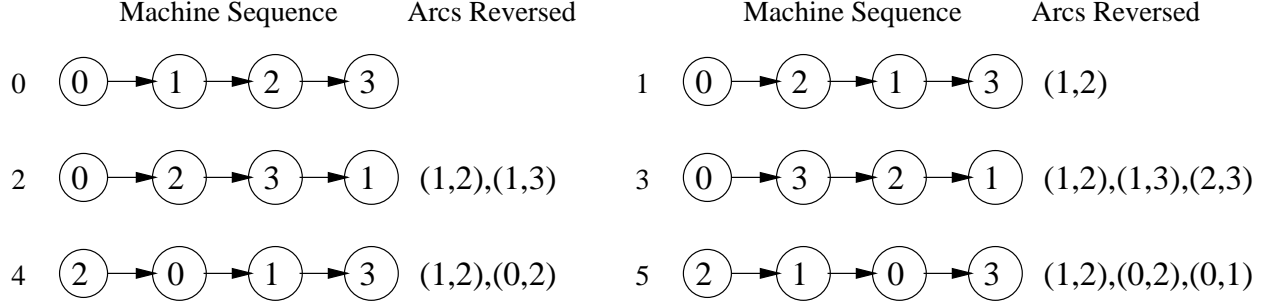 Machine Sequence Arcs Reversed Machine Sequence Arcs Reversed
0 0 1 2 3 1 0 2 1 3 (1,2)
2 0 2 3 1 (1,2),(1,3) 3 0 3 2 1 (1,2),(1,3),(2,3)
4 2 0 1 3 (1,2),(0,2) 5 2 1 0 3 (1,2),(0,2),(0,1)